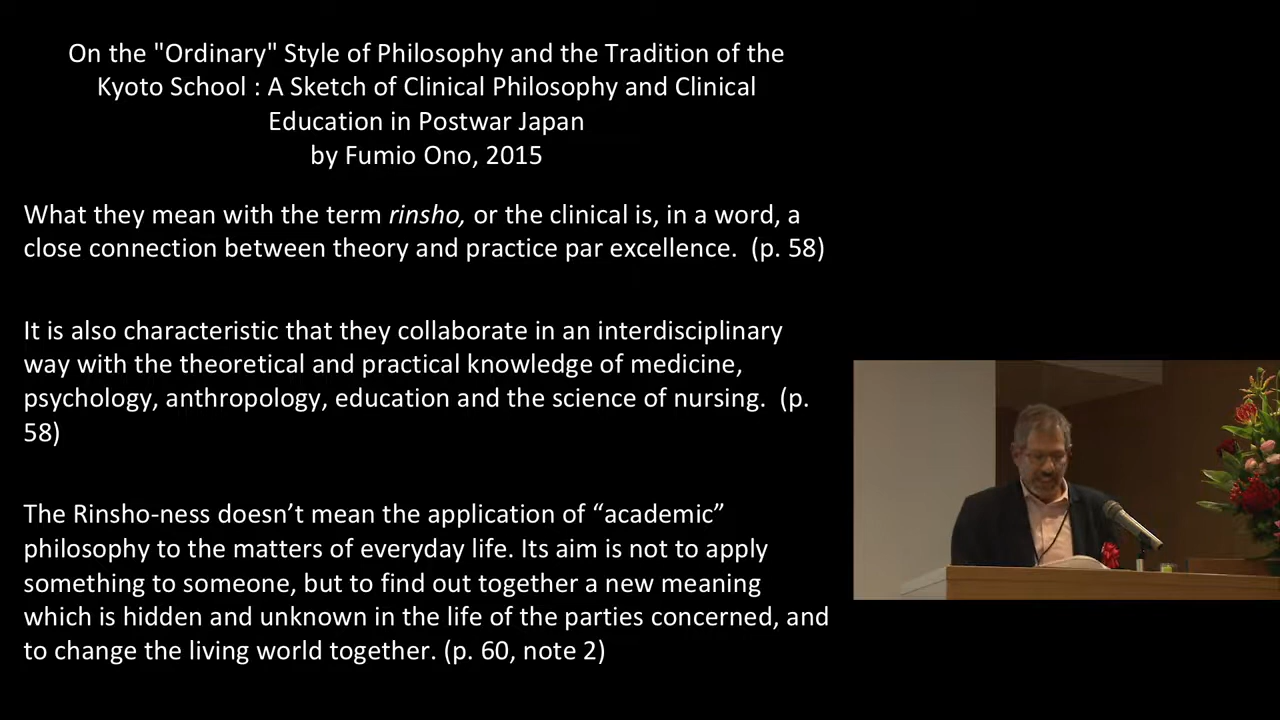 On the "Ordinary" Style of Philosophy and the Tradition of the
Kyoto School : A Sketch of Clinical Philosophy and Clinical
Education in Postwar Japan
by Fumio Ono, 2015
What they mean with the term rinsho, or the clinical is, in a word, a
close connection between theory and practice par excellence. (p. 58)
It is also characteristic that they collaborate in an interdisciplinary
way with the theoretical and practical knowledge of medicine,
psychology, anthropology, education and the science of nursing. (p.
58)
The Rinsho-ness doesn’t mean the application of “academic”
philosophy to the matters of everyday life. Its aim is not to apply
something to someone, but to find out together a new meaning
which is hidden and unknown in the life of the parties concerned, and
to change the living world together. (p. 60, note 2)